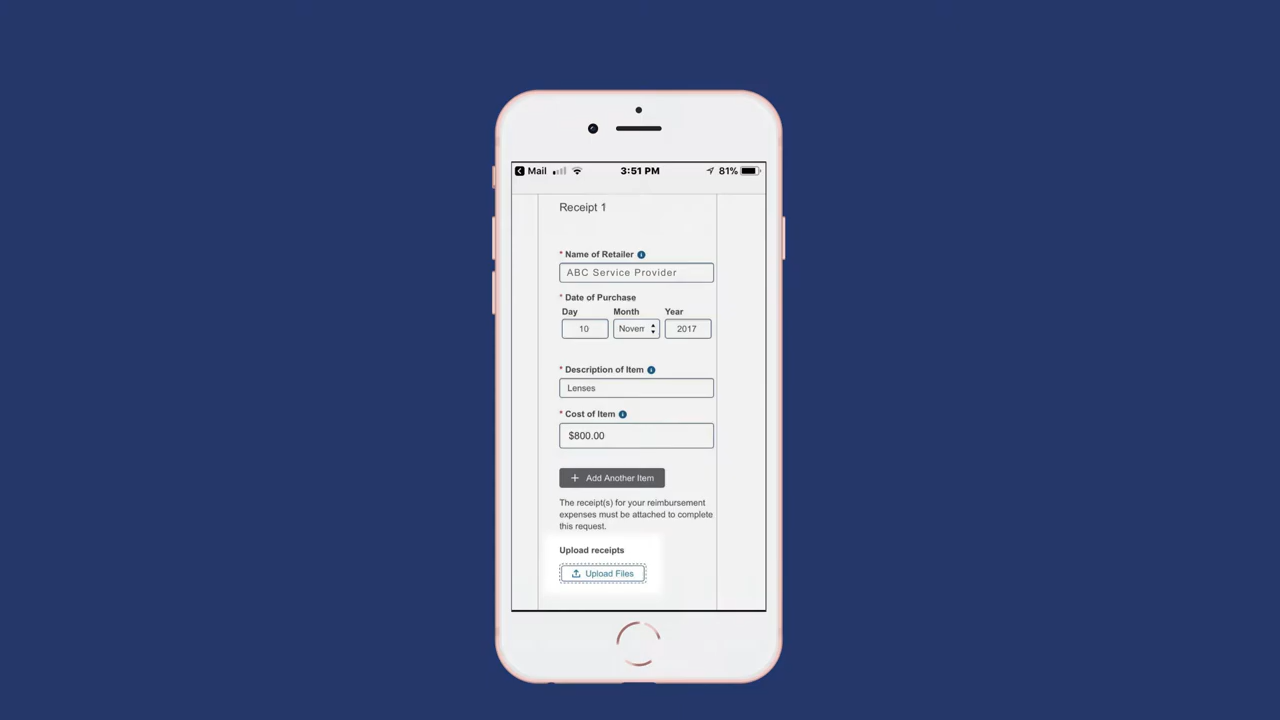 Mail 3:51 PM 81%
Receipt 1
* Name of Retailer
ABC Service Provider
* Date of Purchase
Day Month Year
10 Novem 2017
* Description of Item
Lenses
* Cost of Item
$800.00
+ Add Another Item
The receipt(s) for your reimbursement
expenses must be attached to complete
this request.
Upload receipts
Upload Files